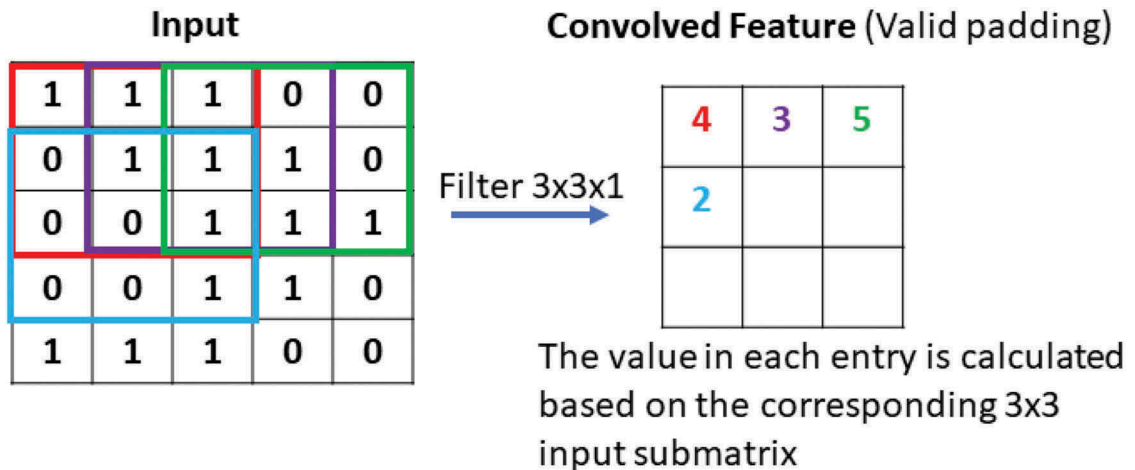 Input
Convolved Feature (Valid padding)
1 1 1 0 0
0 1 1 1 0
0 0 1 1 1
0 0 1 1 0
1 1 1 0 0
Filter 3x3x1
4 3 5
2
The value in each entry is calculated
based on the corresponding 3x3
input submatrix